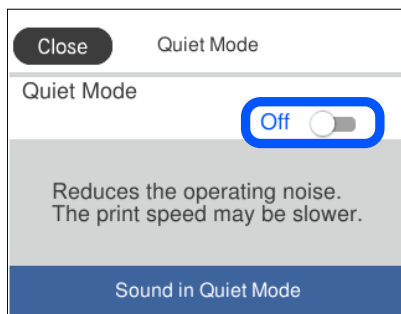 Close
Quiet Mode
Quiet Mode
Off
Reduces the operating noise.
The print speed may be slower.
Sound in Quiet Mode